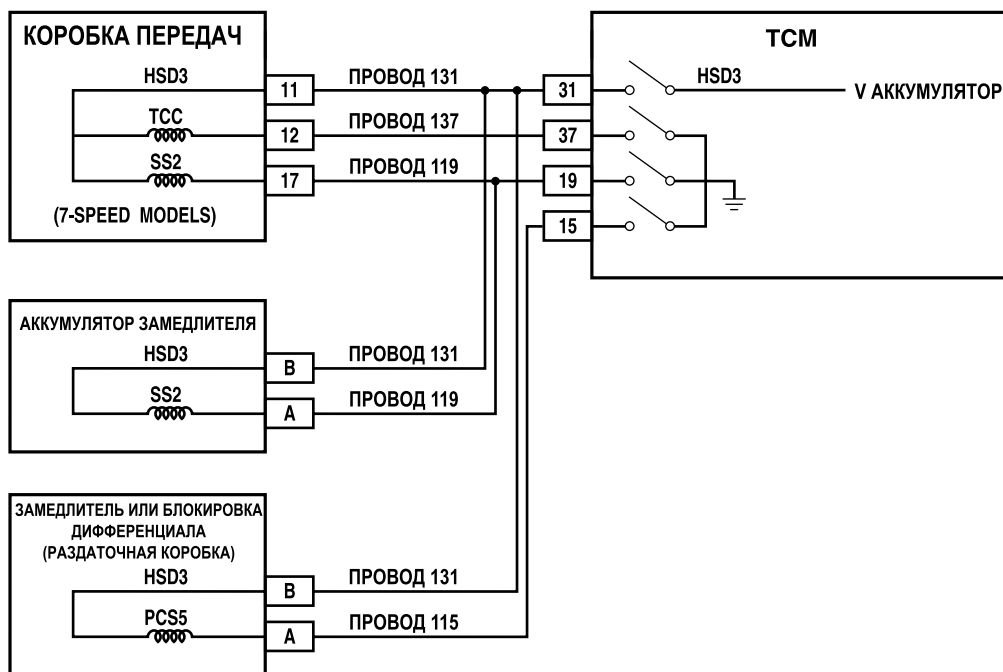 КОРОБКА ПЕРЕДАЧ
HSD3
11
ПРОВОД 131
TCC
12
ПРОВОД 137
SS2
17
ПРОВОД 119
(7-SPEED MODELS)
TCM
31
HSD3
V АККУМУЛЯТОР
37
19
15
АККУМУЛЯТОР ЗАМЕДЛИТЕЛЯ
HSD3
B
ПРОВОД 131
SS2
A
ПРОВОД 119
ЗАМЕДЛИТЕЛЬ ИЛИ БЛОКИРОВКА
ДИФФЕРЕНЦИАЛА
(РАЗДАТОЧНАЯ КОРОБКА)
HSD3
B
ПРОВОД 131
PCS5
A
ПРОВОД 115